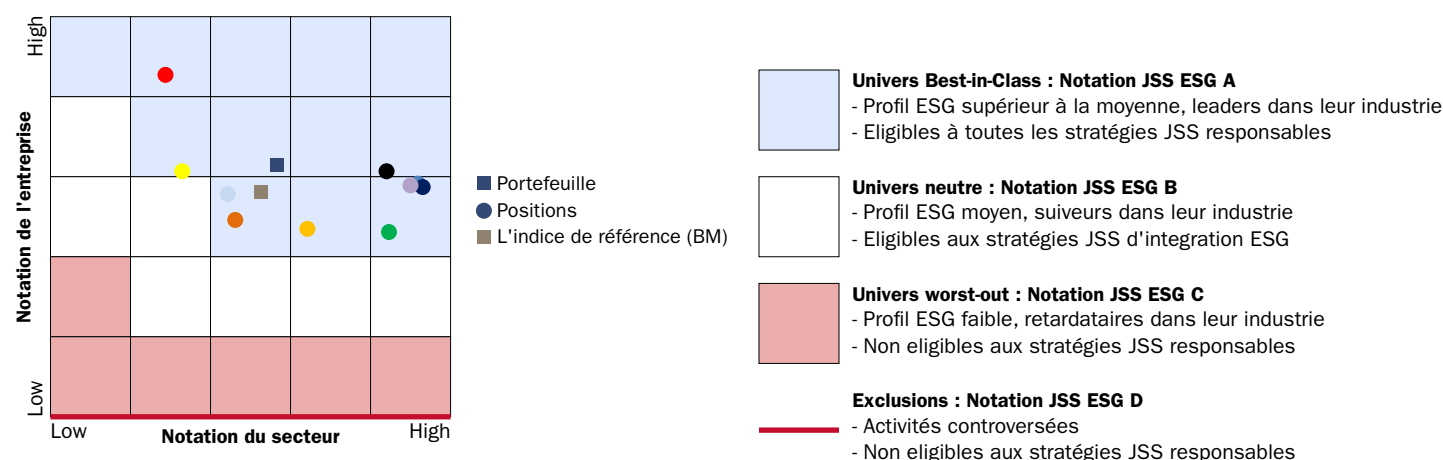 High
Notation de l'entreprise
Low
Low
Notation du secteur
High
Portefeuille
Positions
L'indice de référence (BM)
Univers Best-in-Class : Notation JSS ESG A
- Profil ESG supérieur à la moyenne, leaders dans leur industrie
- Eligibles à toutes les stratégies JSS responsables
Univers neutre : Notation JSS ESG B
- Profil ESG moyen, suiveurs dans leur industrie
- Eligibles aux stratégies JSS d'integration ESG
Univers worst-out : Notation JSS ESG C
- Profil ESG faible, retardataires dans leur industrie
- Non eligibles aux stratégies JSS responsables
Exclusions : Notation JSS ESG D
- Activités controversées
- Non eligibles aux stratégies JSS responsables